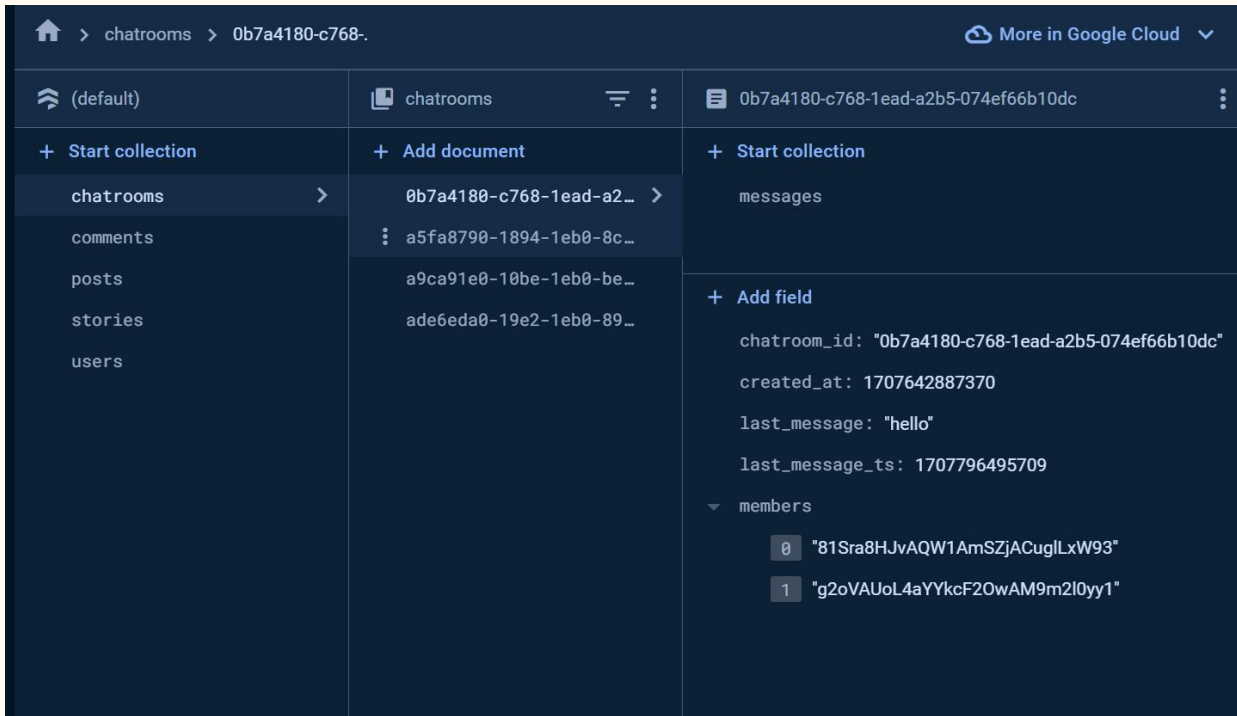 chatrooms > 0b7a4180-c768-.
More in Google Cloud
(default)
+ Start collection
chatrooms
comments
posts
stories
users
chatrooms
+ Add document
0b7a4180-c768-1ead-a2…
a5fa8790-1894-1eb0-8c…
a9ca91e0-10be-1eb0-be…
ade6eda0-19e2-1eb0-89…
0b7a4180-c768-1ead-a2b5-074ef66b10dc
+ Start collection
messages
+ Add field
chatroom_id: "0b7a4180-c768-1ead-a2b5-074ef66b10dc"
created_at: 1707642887370
last_message: "hello"
last_message_ts: 1707796495709
members
0 "81Sra8HJvAQW1AmSZjACuglLxW93"
1 "g2oVAUoL4aYYkcF2OwAM9m2l0yy1"